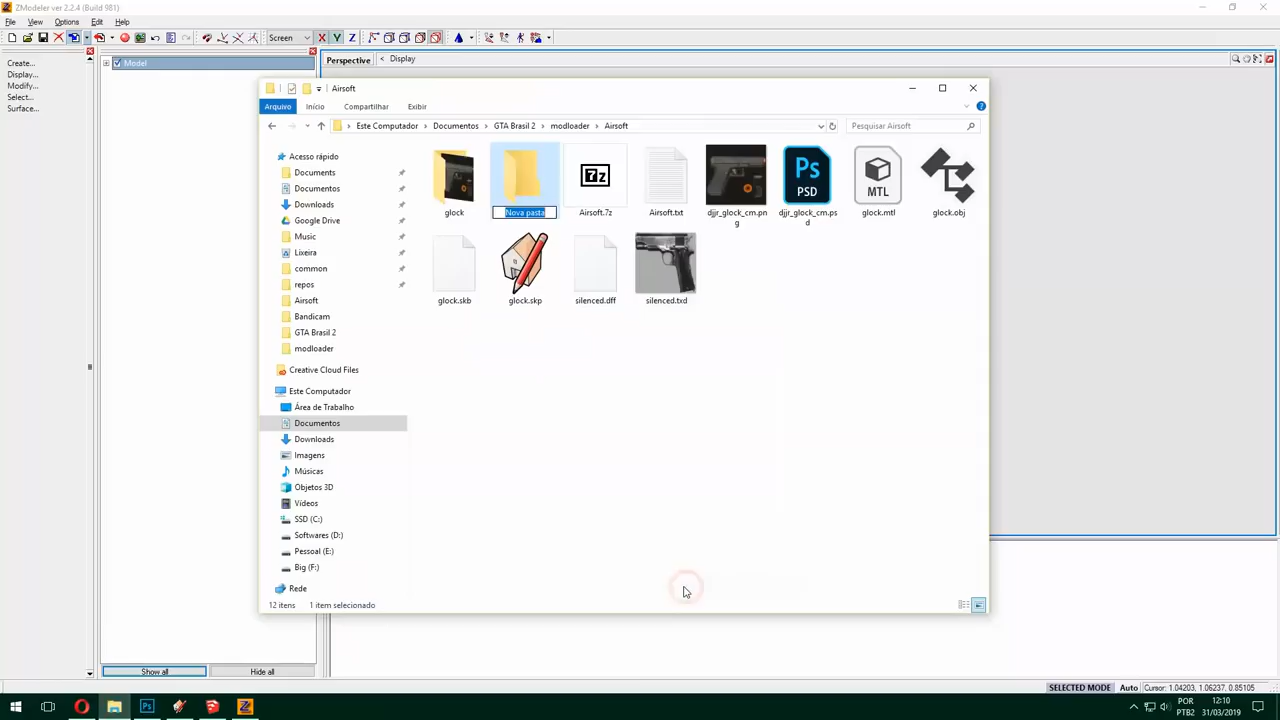 ZModeler ver 2.2.4 (Build 981)
File View Options Edit Help
Screen X Y Z
Create...
Display...
Modify...
Select...
Surface...
Model
Perspective < Display
Airsoft
Arquivo Início Compartilhar Exibir
Este Computador > Documentos > GTA Brasil 2 > modloader > Airsoft
Pesquisar Airsoft
Acesso rápido
Documents
Documentos
Downloads
Google Drive
Music
Lixeira
common
repos
Airsoft
Bandicam
GTA Brasil 2
modloader
Creative Cloud Files
Este Computador
Área de Trabalho
Documentos
Downloads
Imagens
Músicas
Objetos 3D
Vídeos
SSD (C:)
Softwares (D:)
Pessoal (E:)
Big (F:)
Rede
7z
Ps
PSD
MTL
glock
Nova pasta
Airsoft.7z
Airsoft.txt
djjr_glock_cm.pn
g
djjr_glock_cm.ps
d
glock.mtl
glock.obj
glock.skb
glock.skp
silenced.dff
silenced.txd
12 itens 1 item selecionado
Show all Hide all
SELECTED MODE Auto Cursor: 1.04203, 1.06237, 0.85105
Ps
POR
PTB2
12:10
31/03/2019